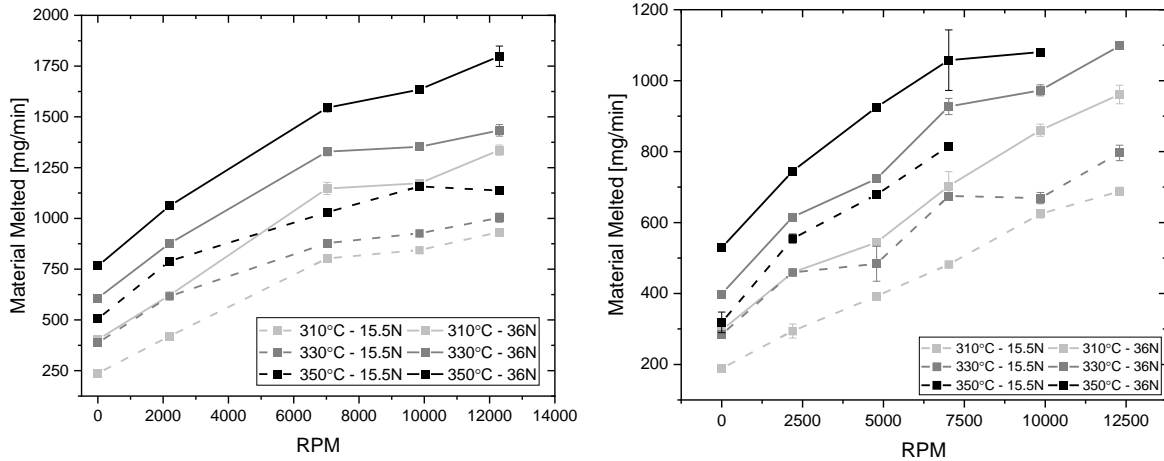 2000
1750
1500
1250
1000
750
500
250
Material Melted [mg/min]
310°C - 15.5N 310°C - 36N
330°C - 15.5N 330°C - 36N
350°C - 15.5N 350°C - 36N
0 2000 4000 6000 8000 10000 12000 14000
RPM
1200
1000
800
600
400
200
Material Melted [mg/min]
310°C - 15.5N 310°C - 36N
330°C - 15.5N 330°C - 36N
350°C - 15.5N 350°C - 36N
0 2500 5000 7500 10000 12500
RPM